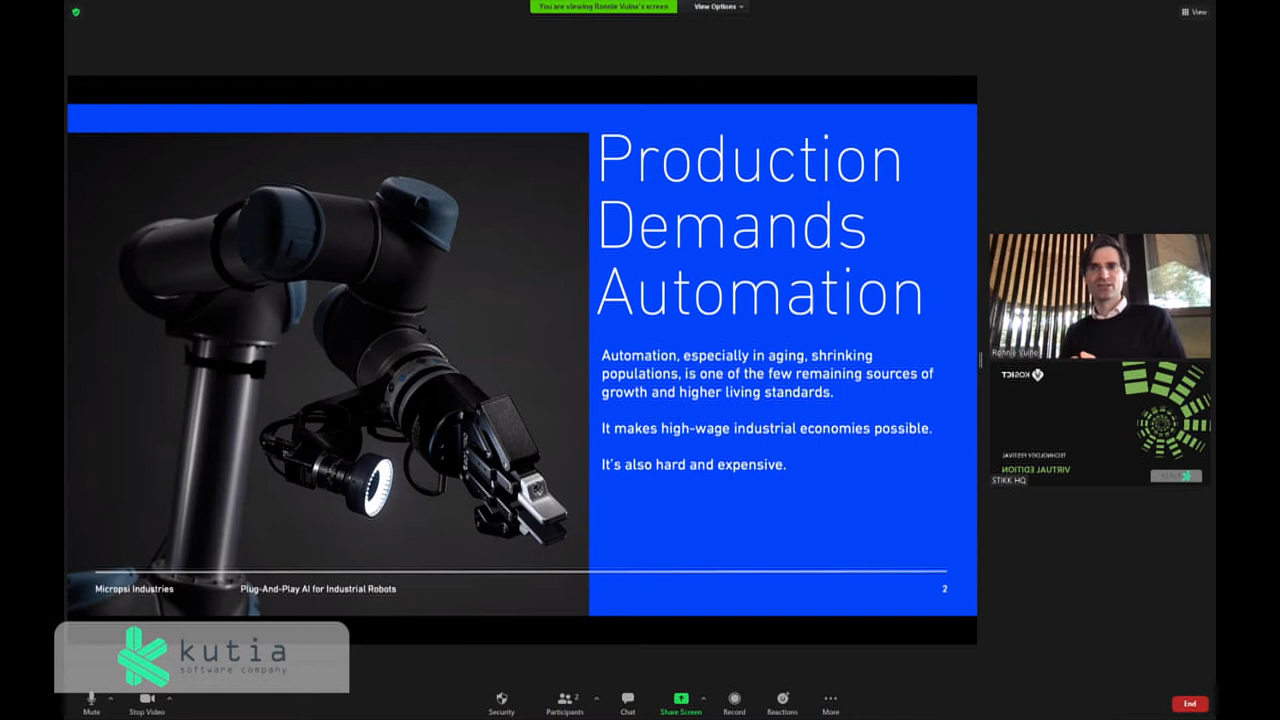 You are viewing Ronnie Vuine's screen
View Options
View
Production
Demands
Automation
Automation, especially in aging, shrinking
populations, is one of the few remaining sources of
growth and higher living standards.
It makes high-wage industrial economies possible.
It's also hard and expensive.
Micropsi Industries
Plug-And-Play AI for Industrial Robots
2
Ronnie Vuine
KOSICT
TECHNOLOGY FESTIVAL
VIRTUAL EDITION
STIKK HQ
kutia
software company
Mute
Stop Video
Security
Participants
2
Chat
Share Screen
Record
Reactions
More
End